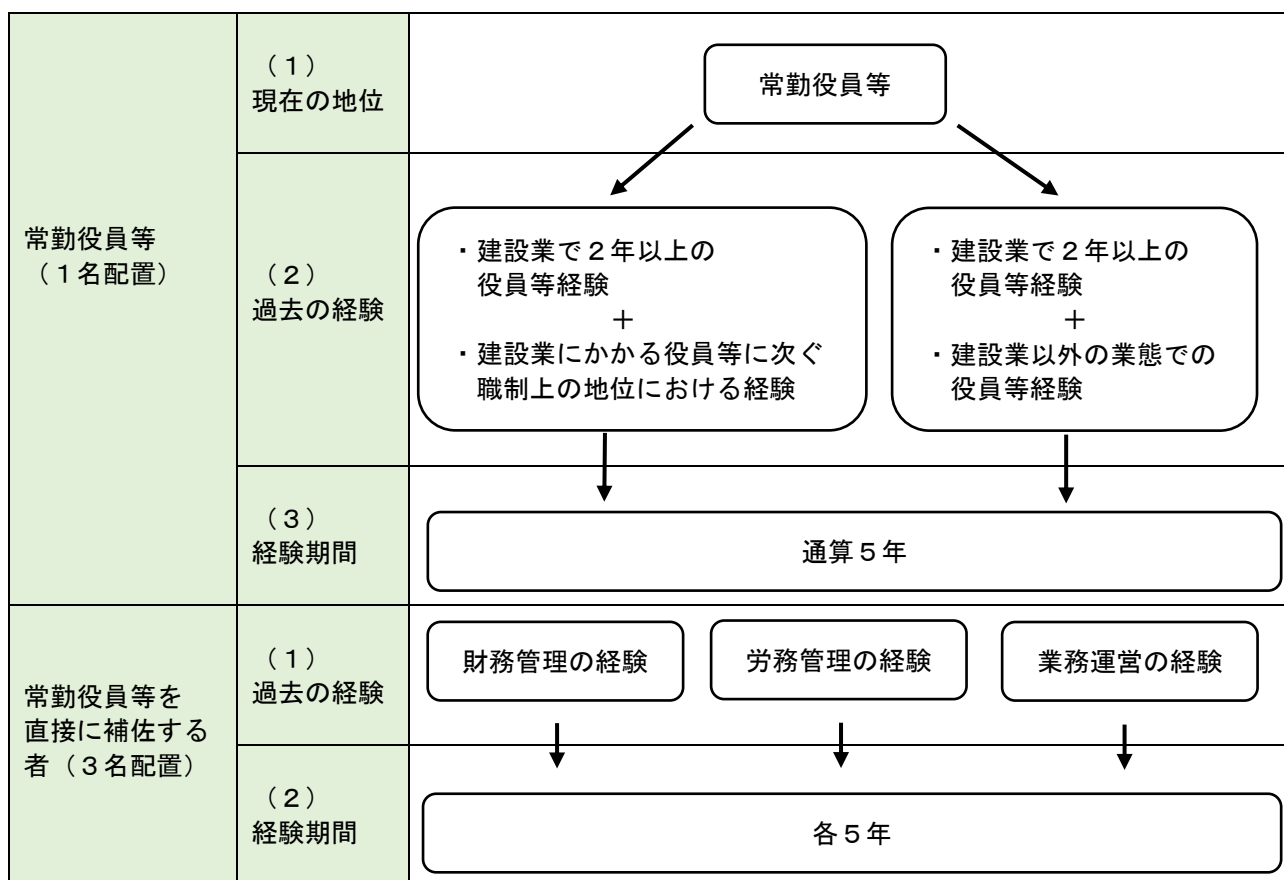 常勤役員等
(1名配置)
(1)
現在の地位
常勤役員等
(2)
過去の経験
・建設業で2年以上の
役員等経験
+
・建設業にかかる役員等に次ぐ
職制上の地位における経験
・建設業で2年以上の
役員等経験
+
・建設業以外の業態での
役員等経験
(3)
経験期間
通算5年
常勤役員等を
直接に補佐する
者(3名配置)
(1)
過去の経験
財務管理の経験
労務管理の経験
業務運営の経験
(2)
経験期間
各5年